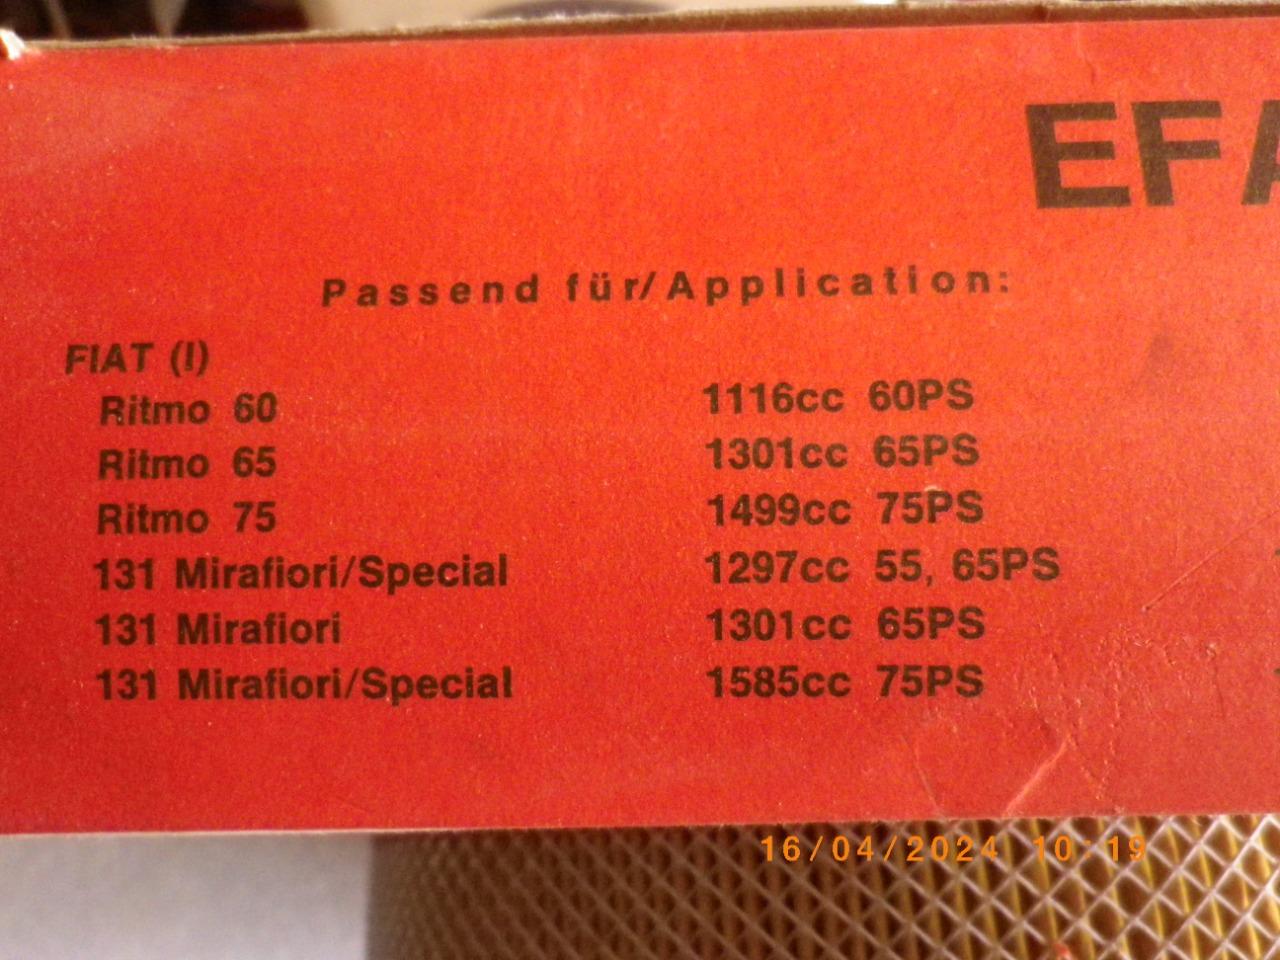 EFA
Passend für/Application:
FIAT (I)
Ritmo 60 1116cc 60PS
Ritmo 65 1301cc 65PS
Ritmo 75 1499cc 75PS
131 Mirafiori/Special 1297cc 55, 65PS
131 Mirafiori 1301cc 65PS
131 Mirafiori/Special 1585cc 75PS
16/04/2024 10:19